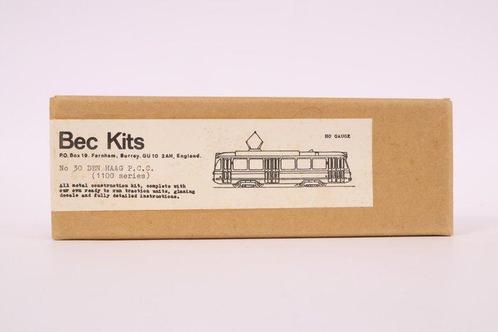 Bec Kits
P.O. Box 19. Farnham, Surrey. GU10 2AH, England.
HO GAUGE
No 30 DEN HAAG P.C.C.
(1100 series)
All metal construction kit, complete with
our own ready to run traction units, glazing
decals and fully detailed instructions.